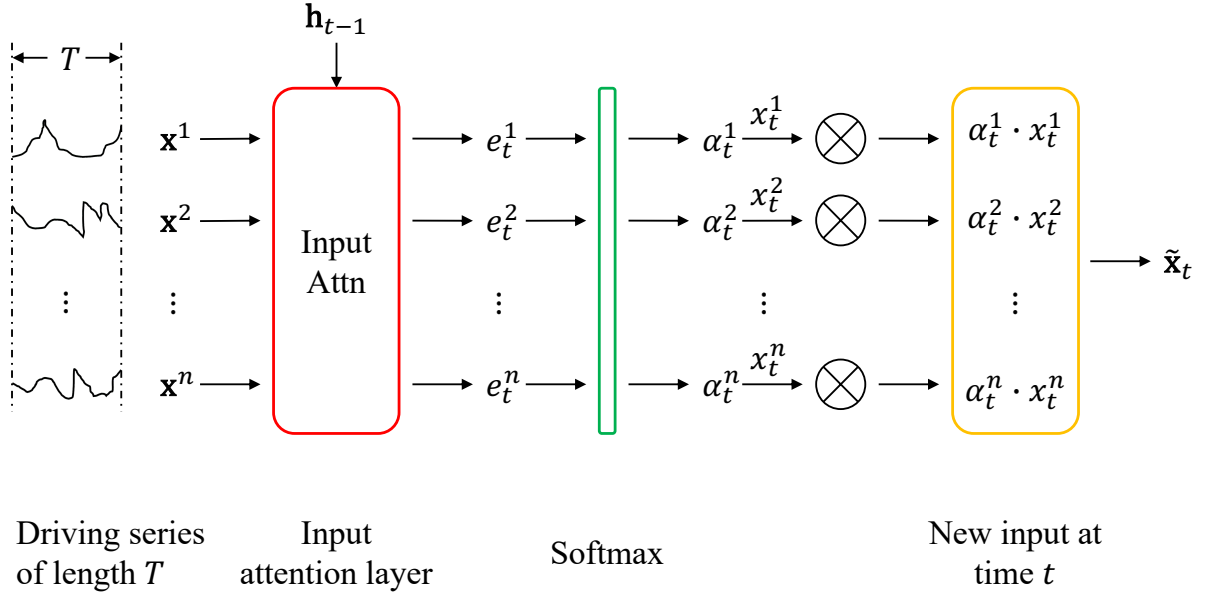 𝐡_{t−1}
T
𝐱^1 e_t^1 α_t^1 x_t^1 α_t^1 · x_t^1
𝐱^2 e_t^2 α_t^2 x_t^2 α_t^2 · x_t^2
Input
Attn
x̃_t
⋮ ⋮ ⋮ ⋮ ⋮
𝐱^n e_t^n α_t^n x_t^n α_t^n · x_t^n
Driving series
of length T
Input
attention layer
Softmax
New input at
time t